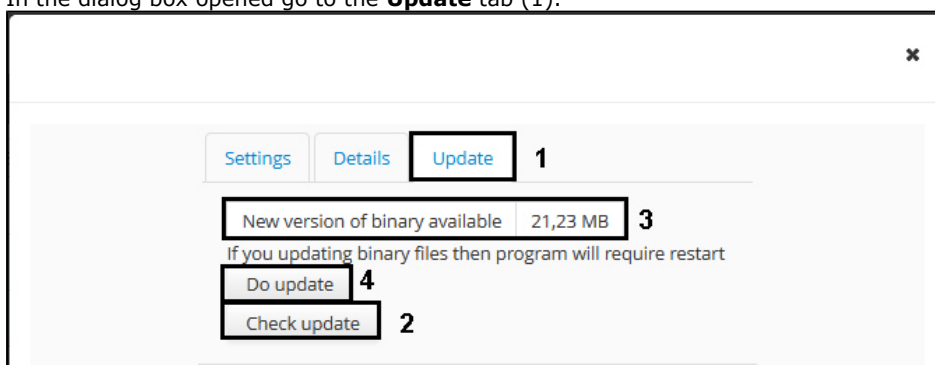 In the dialog box opened go to the Update tab (1).
×
Settings Details Update 1
New version of binary available 21,23 MB 3
If you updating binary files then program will require restart
Do update 4
Check update 2